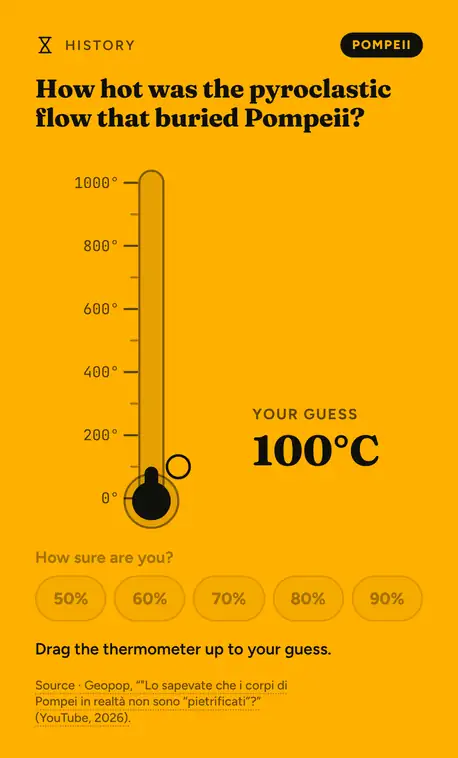 HISTORY
POMPEII
How hot was the pyroclastic
flow that buried Pompeii?
1000°
800°
600°
400°
200°
0°
YOUR GUESS
100°C
How sure are you?
50% 60% 70% 80% 90%
Drag the thermometer up to your guess.
Source · Geopop, “"Lo sapevate che i corpi di
Pompei in realtà non sono “pietrificati”?"
(YouTube, 2026).